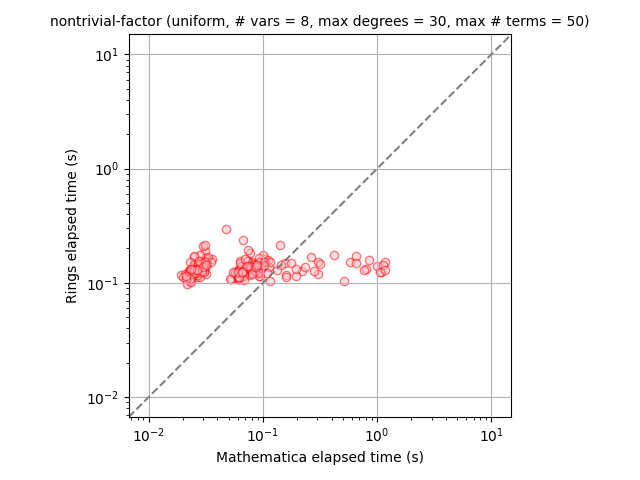 nontrivial-factor (uniform, # vars = 8, max degrees = 30, max # terms = 50)
10¹
10⁰
10⁻¹
10⁻²
Rings elapsed time (s)
10⁻² 10⁻¹ 10⁰ 10¹
Mathematica elapsed time (s)